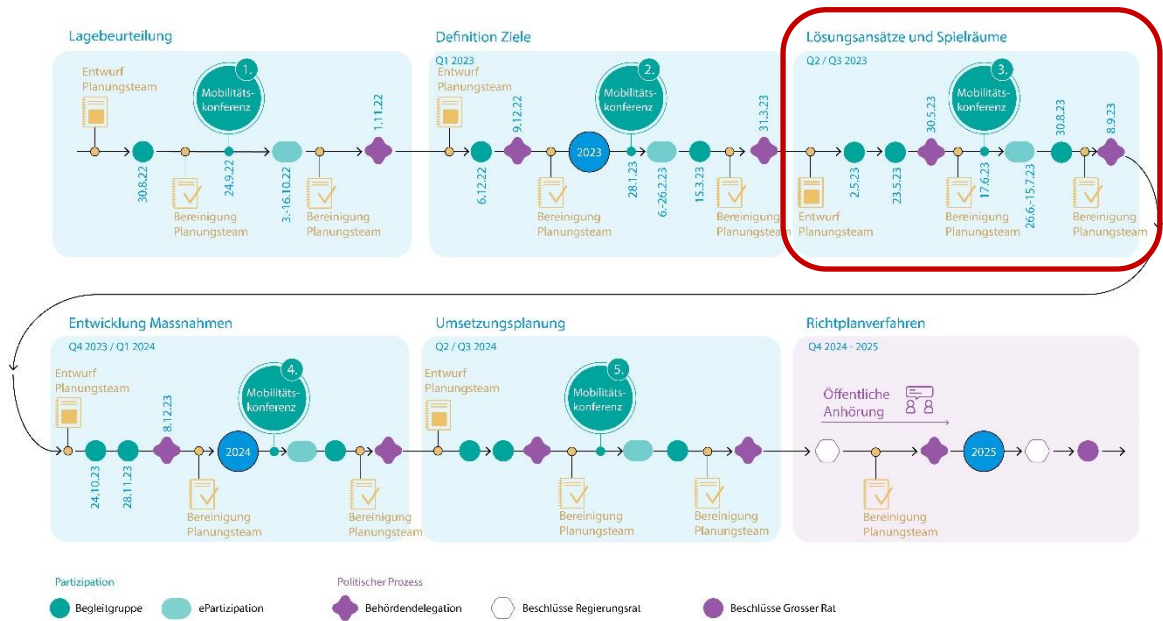 Lagebeurteilung
Entwurf
Planungsteam
30.8.22
Bereinigung
Planungsteam
1.
Mobilitäts-
konferenz
24.9.22
3.-16.10.22
Bereinigung
Planungsteam
1.11.22
Definition Ziele
Q1 2023
Entwurf
Planungsteam
6.12.22
9.12.22
Bereinigung
Planungsteam
2023
2.
Mobilitäts-
konferenz
28.1.23
6.-26.2.23
15.3.23
Bereinigung
Planungsteam
31.3.23
Lösungsansätze und Spielräume
Q2 / Q3 2023
Entwurf
Planungsteam
2.5.23
23.5.23
30.5.23
Bereinigung
Planungsteam
3.
Mobilitäts-
konferenz
17.6.23
26.6.-15.7.23
30.8.23
Bereinigung
Planungsteam
8.9.23
Entwicklung Massnahmen
Q4 2023 / Q1 2024
Entwurf
Planungsteam
24.10.23
28.11.23
8.12.23
Bereinigung
Planungsteam
2024
4.
Mobilitäts-
konferenz
Bereinigung
Planungsteam
Umsetzungsplanung
Q2 / Q3 2024
Entwurf
Planungsteam
Bereinigung
Planungsteam
5.
Mobilitäts-
konferenz
Bereinigung
Planungsteam
Richtplanverfahren
Q4 2024 - 2025
Öffentliche
Anhörung
Bereinigung
Planungsteam
2025
Partizipation
Begleitgruppe
ePartizipation
Politischer Prozess
Behördendelegation
Beschlüsse Regierungsrat
Beschlüsse Grosser Rat